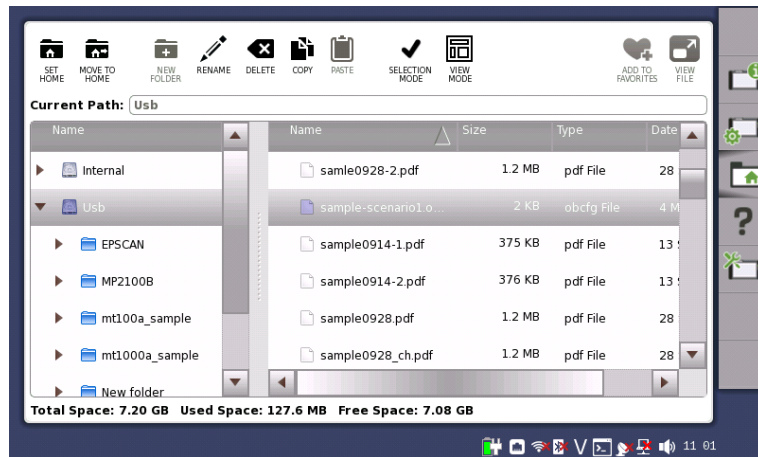 SET HOME
MOVE TO HOME
NEW FOLDER
RENAME
DELETE
COPY
PASTE
SELECTION MODE
VIEW MODE
ADD TO FAVORITES
VIEW FILE
Current Path: Usb
Name
Internal
Usb
EPSCAN
MP2100B
mt100a_sample
mt1000a_sample
New folder
Name Size Type Date
samle0928-2.pdf 1.2 MB pdf File 28
sample-scenario1.o... 2 KB obcfg File 4 M
sample0914-1.pdf 375 KB pdf File 13
sample0914-2.pdf 376 KB pdf File 13
sample0928.pdf 1.2 MB pdf File 28
sample0928_ch.pdf 1.2 MB pdf File 28
Total Space: 7.20 GB Used Space: 127.6 MB Free Space: 7.08 GB
V 11 01